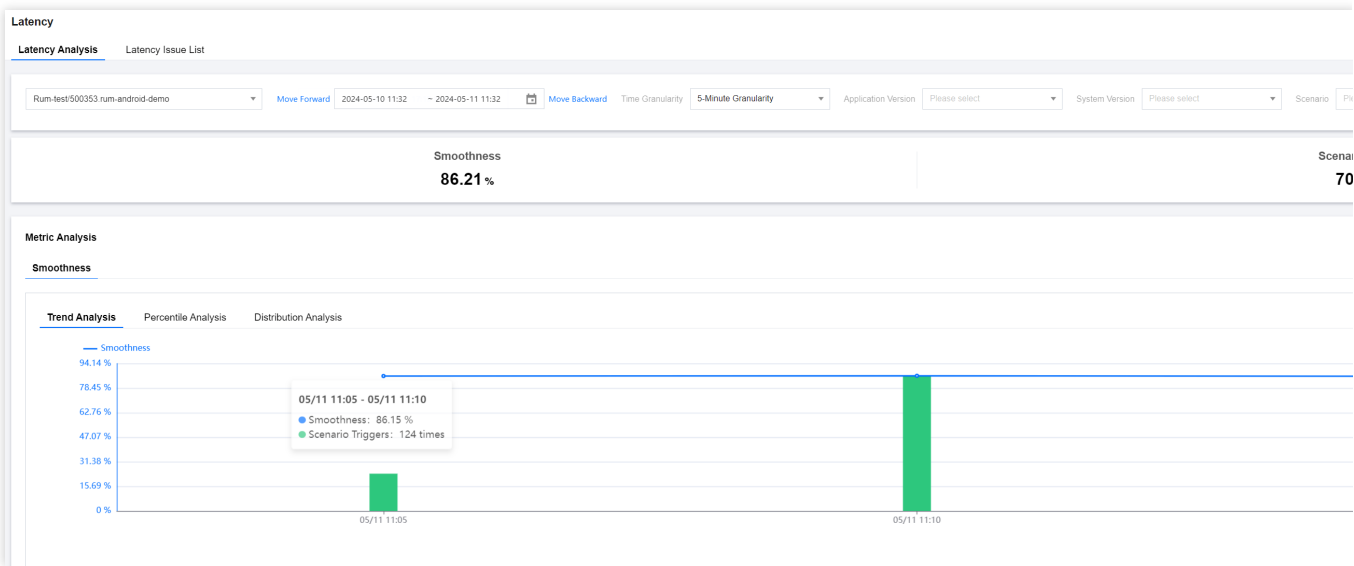 Latency
Latency Analysis Latency Issue List
Rum-test/500353.rum-android-demo Move Forward 2024-05-10 11:32 ~ 2024-05-11 11:32 Move Backward Time Granularity 5-Minute Granularity Application Version Please select System Version Please select Scenario
Smoothness
86.21 %
70
Metric Analysis
Smoothness
Trend Analysis Percentile Analysis Distribution Analysis
Smoothness
94.14 %
78.45 %
62.76 %
47.07 %
31.38 %
15.69 %
0 %
05/11 11:05 - 05/11 11:10
Smoothness: 86.15 %
Scenario Triggers: 124 times
05/11 11:05 05/11 11:10